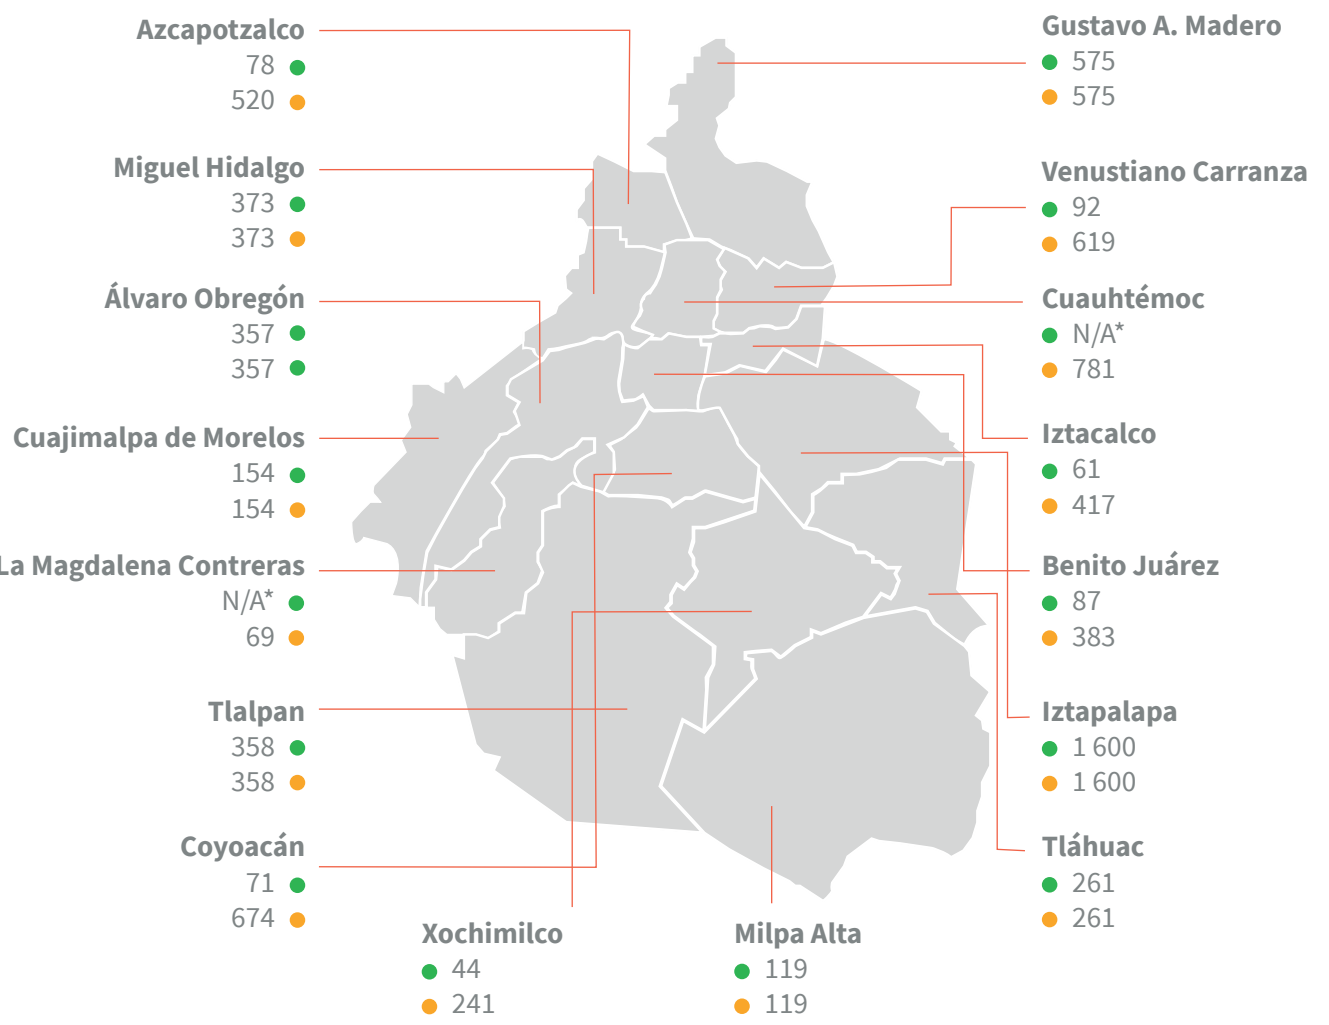 Azcapotzalco
78
520
Miguel Hidalgo
373
373
Álvaro Obregón
357
357
Cuajimalpa de Morelos
154
154
La Magdalena Contreras
N/A*
69
Tlalpan
358
358
Coyoacán
71
674
Xochimilco
44
241
Milpa Alta
119
119
Gustavo A. Madero
575
575
Venustiano Carranza
92
619
Cuauhtémoc
N/A*
781
Iztacalco
61
417
Benito Juárez
87
383
Iztapalapa
1 600
1 600
Tláhuac
261
261